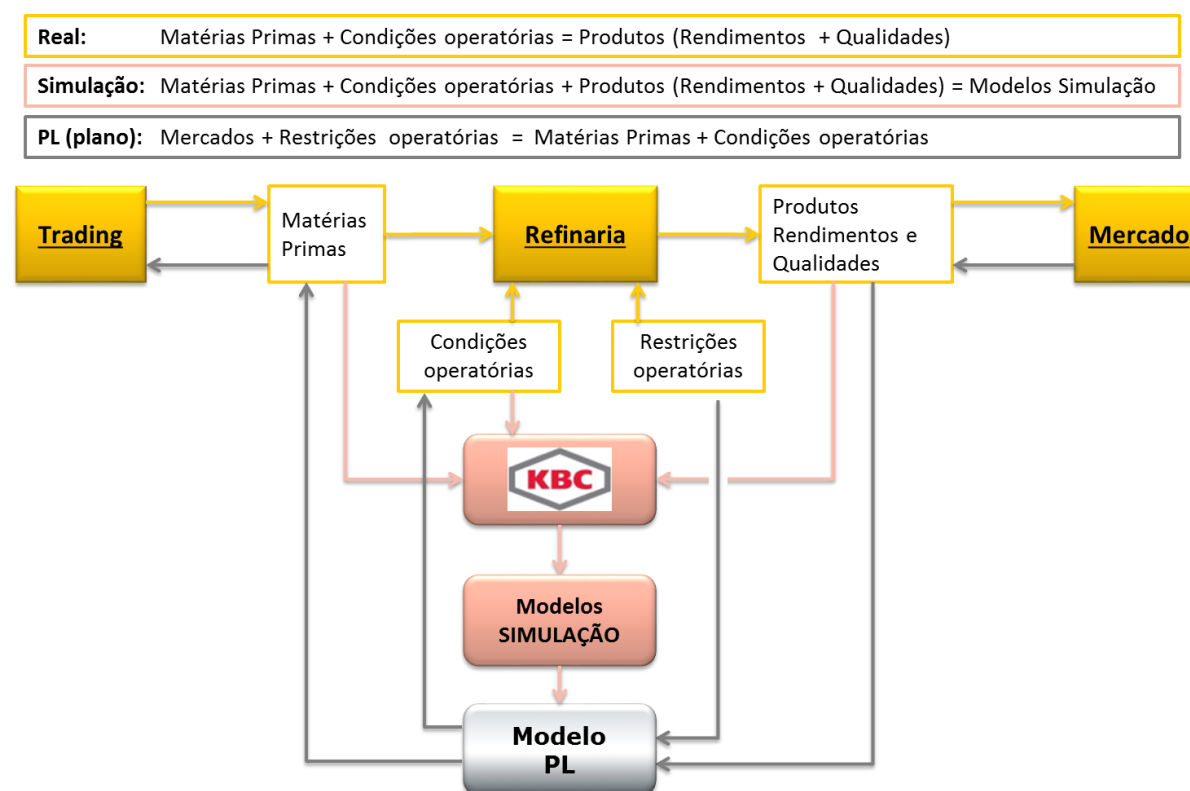 Real: Matérias Primas + Condições operatórias = Produtos (Rendimentos + Qualidades)
Simulação: Matérias Primas + Condições operatórias + Produtos (Rendimentos + Qualidades) = Modelos Simulação
PL (plano): Mercados + Restrições operatórias = Matérias Primas + Condições operatórias
Trading
Matérias
Primas
Refinaria
Produtos
Rendimentos e
Qualidades
Mercado
Condições
operatórias
Restrições
operatórias
KBC
Modelos
SIMULAÇÃO
Modelo
PL